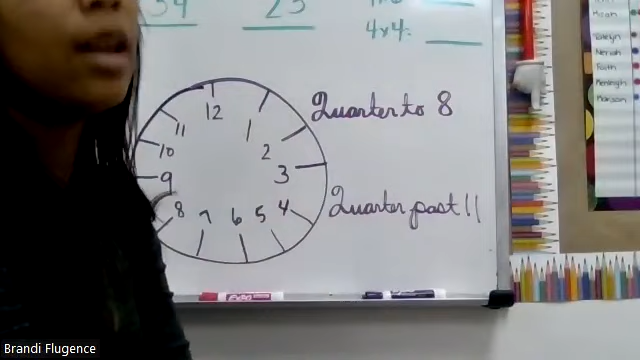 34 23
4x4=
12
11
1
10
2
9
3
8
7
6
5
4
Quarter to 8
Quarter past 11
EXPO
Brandi Flugence